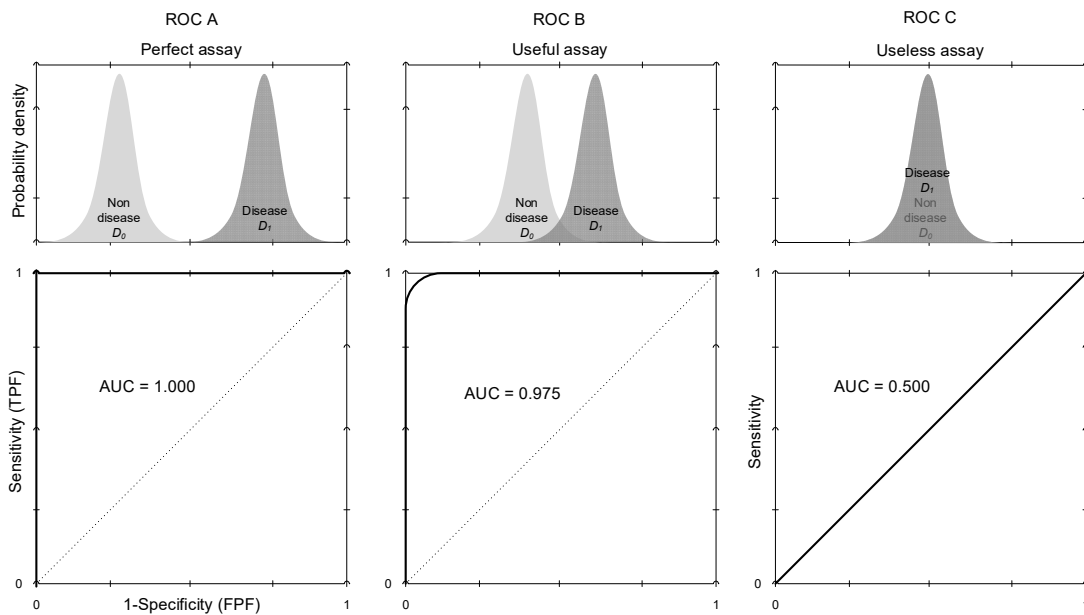 ROC A
Perfect assay
Probability density
Non
disease
D0
Disease
D1
ROC B
Useful assay
Non
disease
D0
Disease
D1
ROC C
Useless assay
Disease
D1
Non
disease
D0
1
Sensitivity (TPF)
AUC = 1.000
0
0
1-Specificity (FPF)
1
1
AUC = 0.975
0
0
1
1
Sensitivity
AUC = 0.500
0
0
1